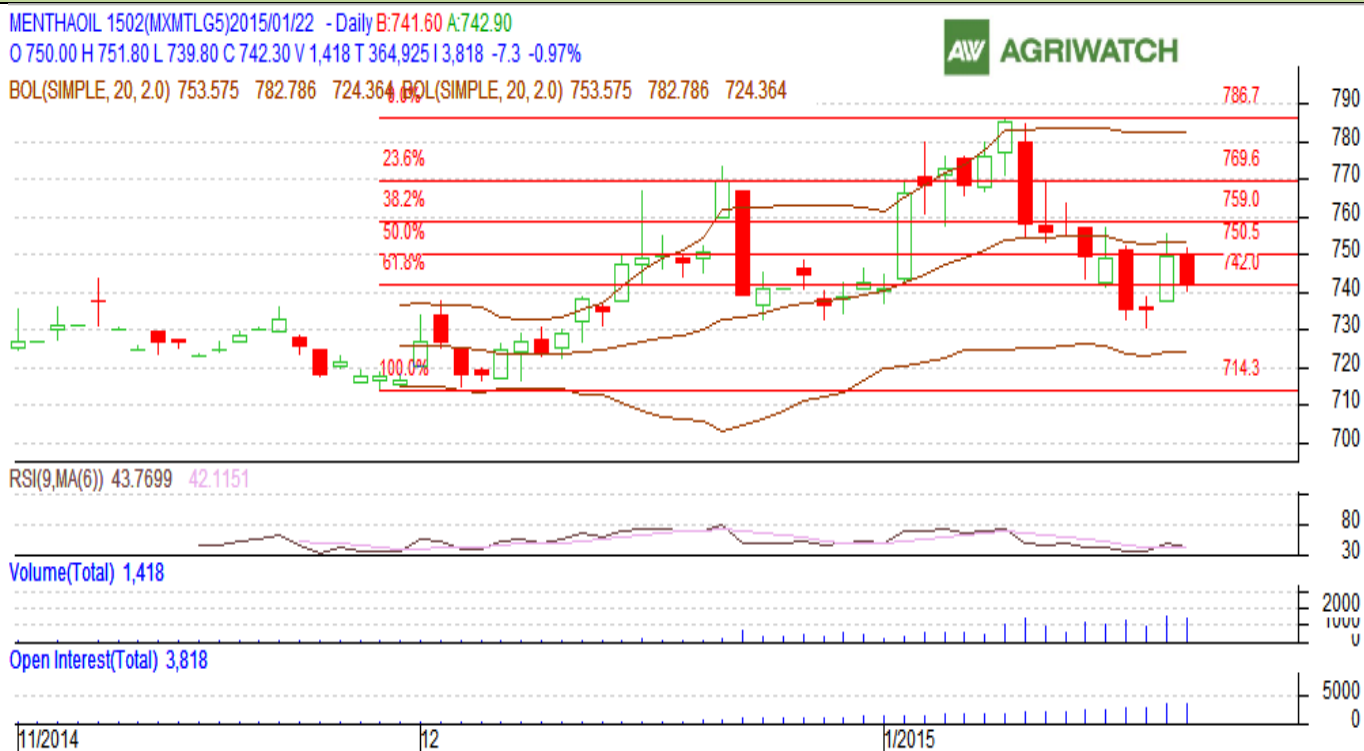 MENTHAOIL 1502(MXMTLG5)2015/01/22 - Daily B:741.60 A:742.90
O 750.00 H 751.80 L 739.80 C 742.30 V 1,418 T 364,925 I 3,818 -7.3 -0.97%
BOL(SIMPLE, 20, 2.0) 753.575 782.786 724.364 BOL(SIMPLE, 20, 2.0) 753.575 782.786 724.364
AW AGRIWATCH
0.0% 786.7
790
780
23.6% 769.6
770
38.2% 759.0
760
50.0% 750.5
750
61.8% 742.0
740
730
720
100.0% 714.3
710
700
RSI(9,MA(6)) 43.7699 42.1151
80
30
Volume(Total) 1,418
2000
1000
0
Open Interest(Total) 3,818
5000
0
11/2014 12 1/2015